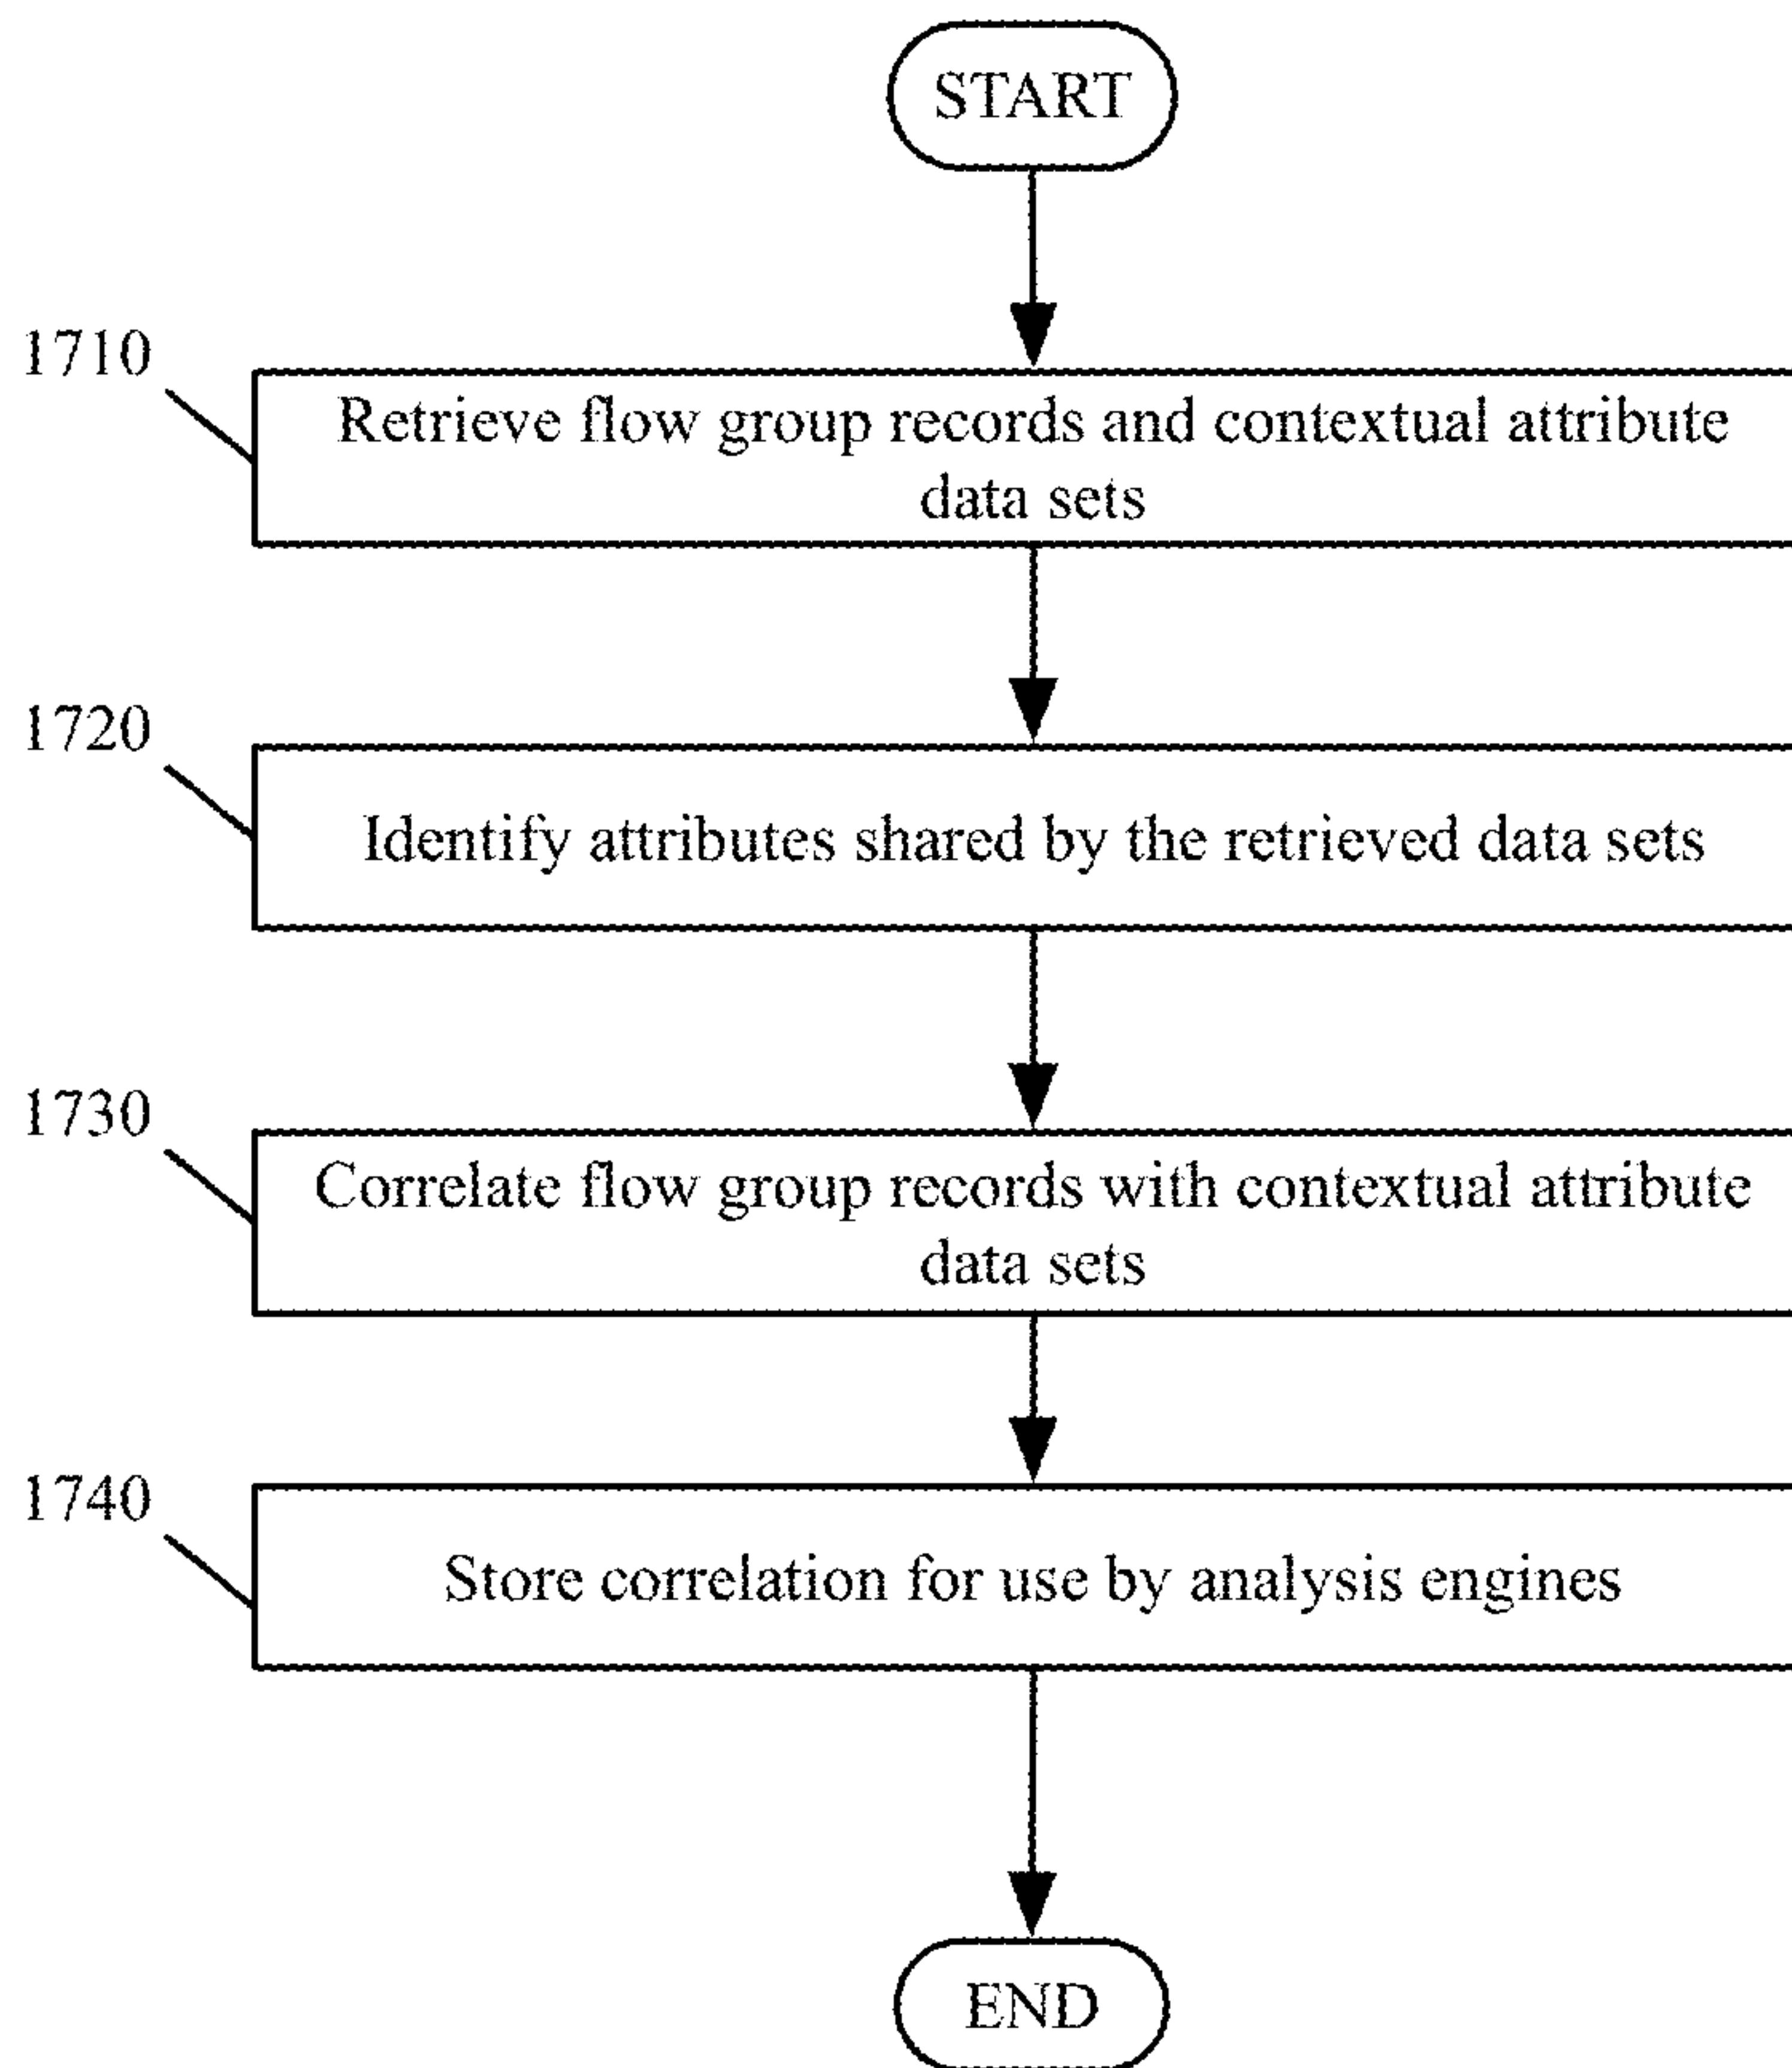 START
1710
Retrieve flow group records and contextual attribute
data sets
1720
Identify attributes shared by the retrieved data sets
1730
Correlate flow group records with contextual attribute
data sets
1740
Store correlation for use by analysis engines
END